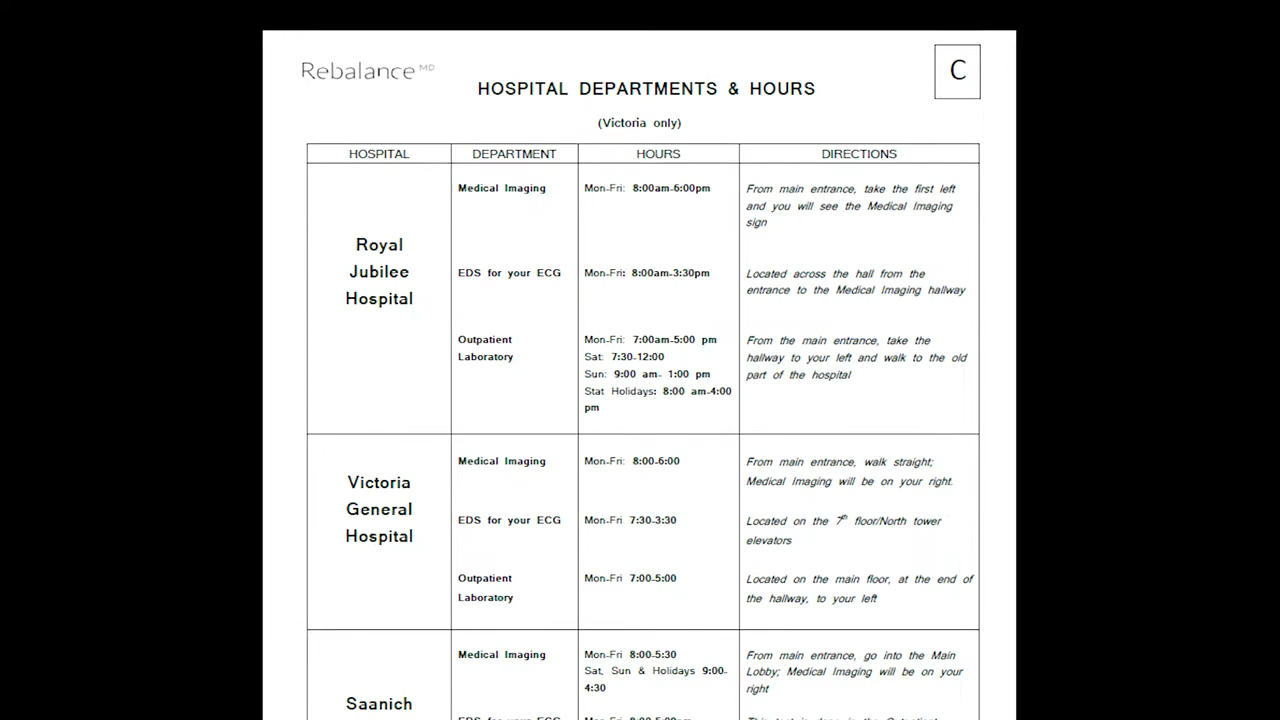 Rebalance MD
C
HOSPITAL DEPARTMENTS & HOURS
(Victoria only)
HOSPITAL DEPARTMENT HOURS DIRECTIONS
Royal
Jubilee
Hospital
Medical Imaging
Mon-Fri: 8:00am-6:00pm
From main entrance, take the first left
and you will see the Medical Imaging
sign
EDS for your ECG
Mon-Fri: 8:00am-3:30pm
Located across the hall from the
entrance to the Medical Imaging hallway
Outpatient
Laboratory
Mon-Fri: 7:00am-5:00 pm
Sat: 7:30-12:00
Sun: 9:00 am- 1:00 pm
Stat Holidays: 8:00 am-4:00
pm
From the main entrance, take the
hallway to your left and walk to the old
part of the hospital
Victoria
General
Hospital
Medical Imaging
Mon-Fri: 8:00-6:00
From main entrance, walk straight;
Medical Imaging will be on your right.
EDS for your ECG
Mon-Fri 7:30-3:30
Located on the 7th floor/North tower
elevators
Outpatient
Laboratory
Mon-Fri 7:00-5:00
Located on the main floor, at the end of
the hallway, to your left
Saanich
Medical Imaging
Mon-Fri 8:00-5:30
Sat, Sun & Holidays 9:00-
4:30
From main entrance, go into the Main
Lobby; Medical Imaging will be on your
right